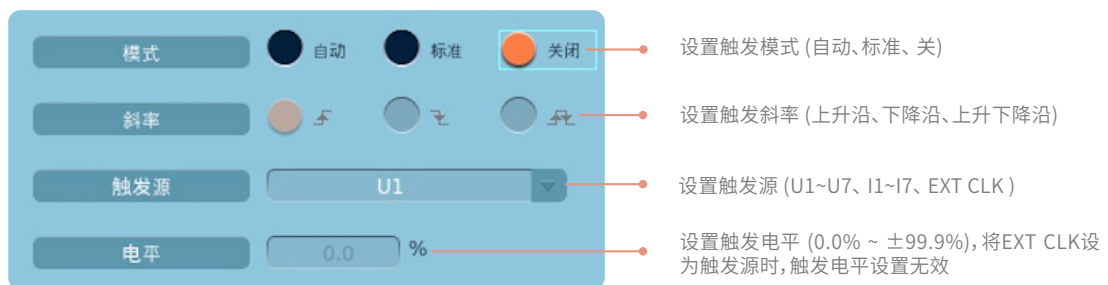 模式 自动 标准 关闭 设置触发模式 (自动、标准、关)
斜率 设置触发斜率 (上升沿、下降沿、上升下降沿)
触发源 U1 设置触发源 (U1~U7、I1~I7、EXT CLK )
电平 0.0 % 设置触发电平 (0.0% ~ ±99.9%)，将EXT CLK设
为触发源时，触发电平设置无效